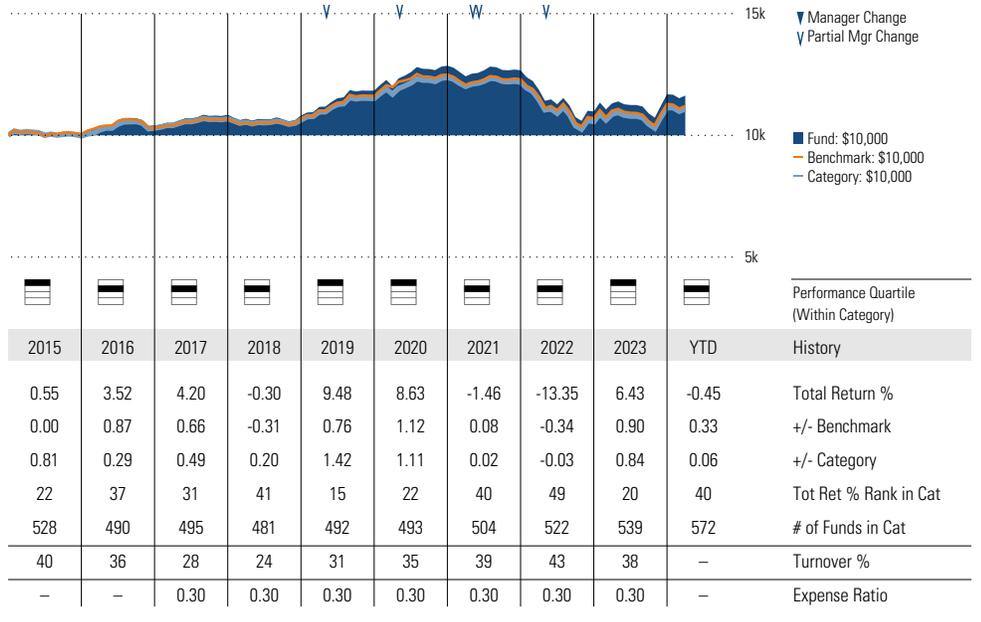 15k
Manager Change
Partial Mgr Change
10k
Fund: $10,000
Benchmark: $10,000
Category: $10,000
5k
Performance Quartile
(Within Category)
2015 2016 2017 2018 2019 2020 2021 2022 2023 YTD History
0.55 3.52 4.20 -0.30 9.48 8.63 -1.46 -13.35 6.43 -0.45 Total Return %
0.00 0.87 0.66 -0.31 0.76 1.12 0.08 -0.34 0.90 0.33 +/- Benchmark
0.81 0.29 0.49 0.20 1.42 1.11 0.02 -0.03 0.84 0.06 +/- Category
22 37 31 41 15 22 40 49 20 40 Tot Ret % Rank in Cat
528 490 495 481 492 493 504 522 539 572 # of Funds in Cat
40 36 28 24 31 35 39 43 38 – Turnover %
– – 0.30 0.30 0.30 0.30 0.30 0.30 0.30 – Expense Ratio